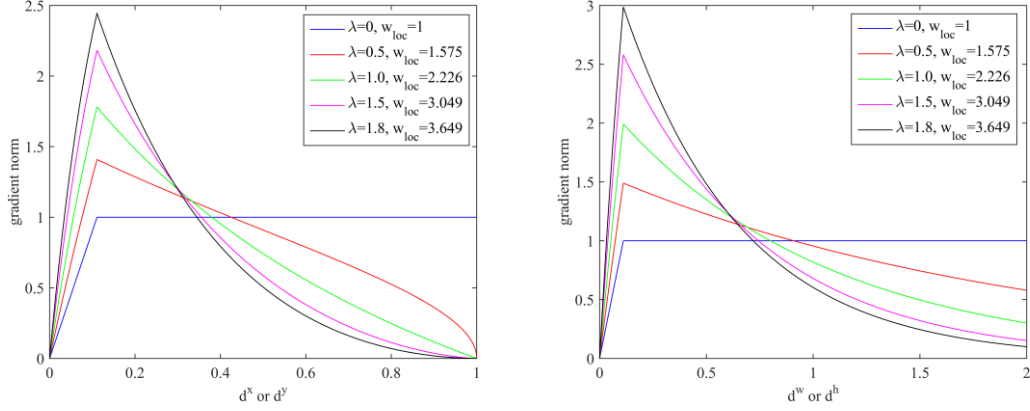 2.5
2
1.5
1
0.5
0
gradient norm
0
0.2
0.4
0.6
0.8
1
d^x or d^y
λ=0, w_loc=1
λ=0.5, w_loc=1.575
λ=1.0, w_loc=2.226
λ=1.5, w_loc=3.049
λ=1.8, w_loc=3.649
3
2.5
2
1.5
1
0.5
0
gradient norm
0
0.5
1
1.5
2
d^w or d^h
λ=0, w_loc=1
λ=0.5, w_loc=1.575
λ=1.0, w_loc=2.226
λ=1.5, w_loc=3.049
λ=1.8, w_loc=3.649